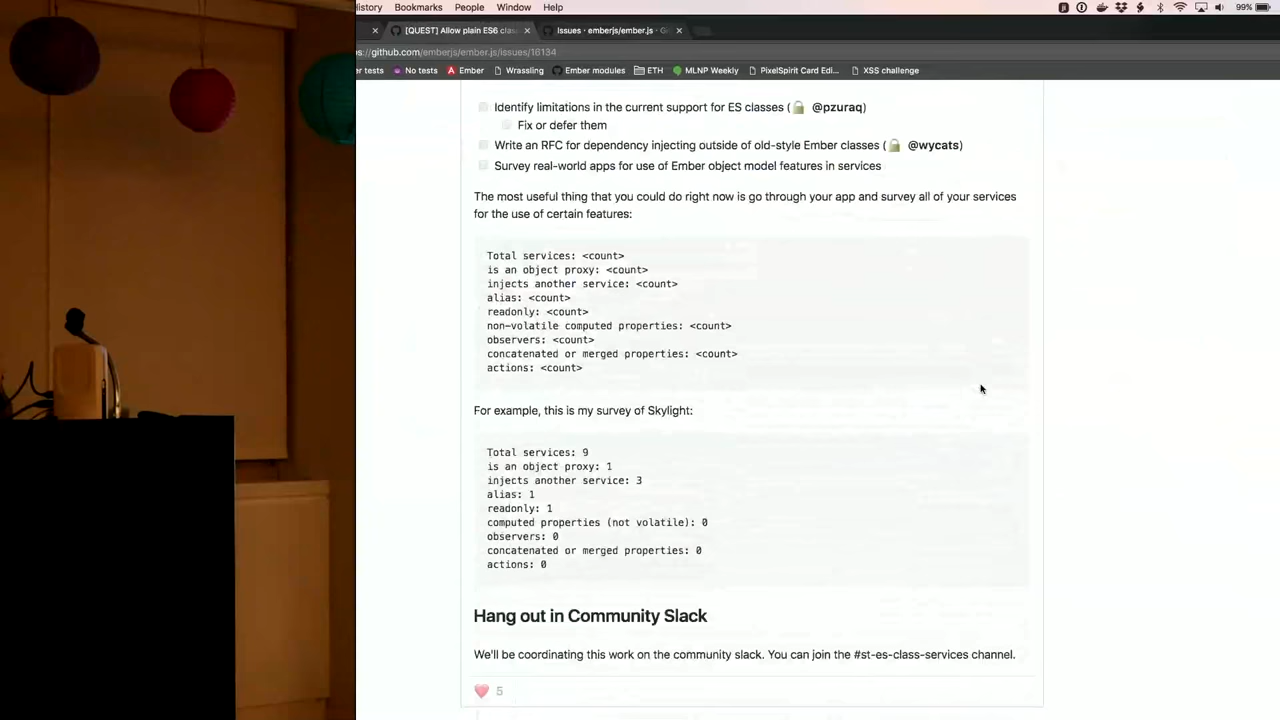 History Bookmarks People Window Help 99%
[QUEST] Allow plain ES6 clas Issues · emberjs/ember.js · G
ps://github.com/emberjs/ember.js/issues/16134
er tests No tests Ember Wrassling Ember modules ETH MLNP Weekly PixelSpirit Card Edi... XSS challenge
Identify limitations in the current support for ES classes ( @pzuraq)
Fix or defer them
Write an RFC for dependency injecting outside of old-style Ember classes ( @wycats)
Survey real-world apps for use of Ember object model features in services
The most useful thing that you could do right now is go through your app and survey all of your services
for the use of certain features:
Total services: <count>
is an object proxy: <count>
injects another service: <count>
alias: <count>
readonly: <count>
non-volatile computed properties: <count>
observers: <count>
concatenated or merged properties: <count>
actions: <count>
For example, this is my survey of Skylight:
Total services: 9
is an object proxy: 1
injects another service: 3
alias: 1
readonly: 1
computed properties (not volatile): 0
observers: 0
concatenated or merged properties: 0
actions: 0
Hang out in Community Slack
We'll be coordinating this work on the community slack. You can join the #st-es-class-services channel.
5